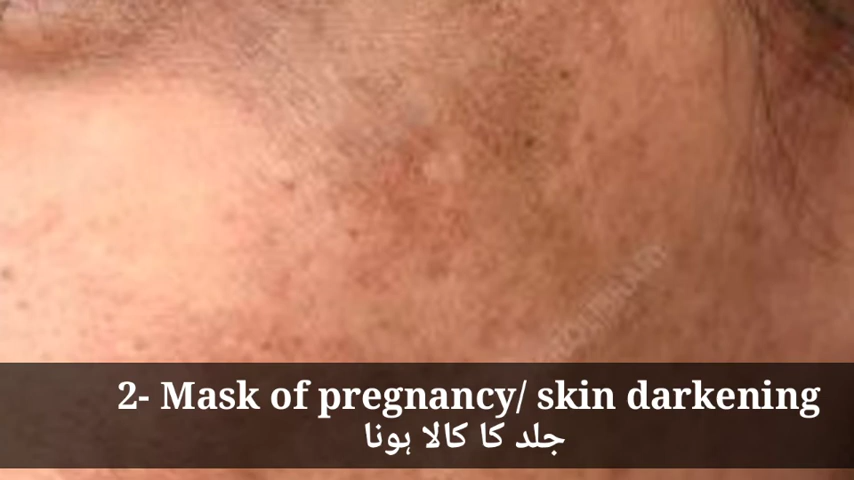 2- Mask of pregnancy/ skin darkening
جلد کا کالا ہونا